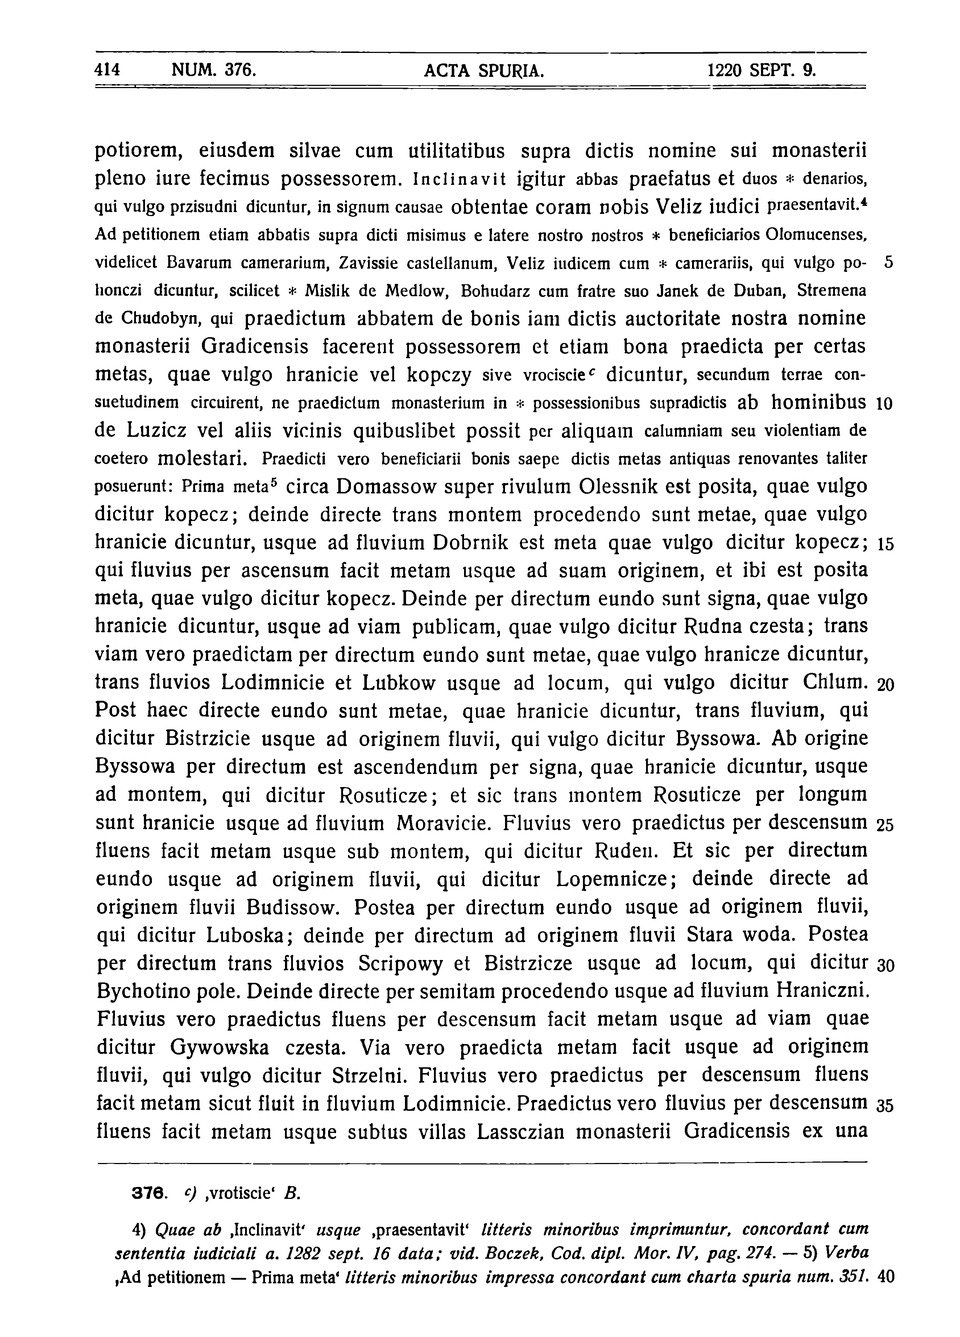 414 NUM. 376. ACTA SPURIA. 1220 SEPT. 9.
potiorem, eiusdem silvae cum utilitatibus supra dictis nomine sui monasterii
pleno iure fecimus possessorem. Inclinavit igitur abbas praefatus et duos * denarios,
qui vulgo przisudni dicuntur, in signum causae obtentae coram nobis Veliz iudici praesentavit.⁴
Ad petitionem etiam abbatis supra dicti misimus e latere nostro nostros * beneficiarios Olomucenses,
videlicet Bavarum camerarium, Zavissie castellanum, Veliz iudicem cum * camerariis, qui vulgo po- 5
honczi dicuntur, scilicet * Mislik de Medlow, Bohudarz cum fratre suo Janek de Duban, Stremena
de Chudobyn, qui praedictum abbatem de bonis iam dictis auctoritate nostra nomine
monasterii Gradicensis facerent possessorem et etiam bona praedicta per certas
metas, quae vulgo hranicie vel kopczy sive vrociscie ᶜ dicuntur, secundum terrae con-
suetudinem circuirent, ne praedictum monasterium in * possessionibus supradictis ab hominibus 10
de Luzicz vel aliis vicinis quibuslibet possit per aliquam calumniam seu violentiam de
coetero molestari. Praedicti vero beneficiarii bonis saepe dictis metas antiquas renovantes taliter
posuerunt: Prima meta⁵ circa Domassow super rivulum Olessnik est posita, quae vulgo
dicitur kopecz; deinde directe trans montem procedendo sunt metae, quae vulgo
hranicie dicuntur, usque ad fluvium Dobrnik est meta quae vulgo dicitur kopecz; 15
qui fluvius per ascensum facit metam usque ad suam originem, et ibi est posita
meta, quae vulgo dicitur kopecz. Deinde per directum eundo sunt signa, quae vulgo
hranicie dicuntur, usque ad viam publicam, quae vulgo dicitur Rudna czesta; trans
viam vero praedictam per directum eundo sunt metae, quae vulgo hranicze dicuntur,
trans fluvios Lodimnicie et Lubkow usque ad locum, qui vulgo dicitur Chlum. 20
Post haec directe eundo sunt metae, quae hranicie dicuntur, trans fluvium, qui
dicitur Bistrzicie usque ad originem fluvii, qui vulgo dicitur Byssowa. Ab origine
Byssowa per directum est ascendendum per signa, quae hranicie dicuntur, usque
ad montem, qui dicitur Rosuticze; et sic trans montem Rosuticze per longum
sunt hranicie usque ad fluvium Moravicie. Fluvius vero praedictus per descensum 25
fluens facit metam usque sub montem, qui dicitur Ruden. Et sic per directum
eundo usque ad originem fluvii, qui dicitur Lopemnicze; deinde directe ad
originem fluvii Budissow. Postea per directum eundo usque ad originem fluvii,
qui dicitur Luboska; deinde per directum ad originem fluvii Stara woda. Postea
per directum trans fluvios Scripowy et Bistrzicze usque ad locum, qui dicitur 30
Bychotino pole. Deinde directe per semitam procedendo usque ad fluvium Hraniczni.
Fluvius vero praedictus fluens per descensum facit metam usque ad viam quae
dicitur Gywowska czesta. Via vero praedicta metam facit usque ad originem
fluvii, qui vulgo dicitur Strzelni. Fluvius vero praedictus per descensum fluens
facit metam sicut fluit in fluvium Lodimnicie. Praedictus vero fluvius per descensum 35
fluens facit metam usque subtus villas Lassczian monasterii Gradicensis ex una
376. c) ‚vrotiscie‘ B.
4) Quae ab ‚Inclinavit‘ usque ‚praesentavit‘ litteris minoribus imprimuntur, concordant cum
sententia iudiciali a. 1282 sept. 16 data; vid. Boczek, Cod. dipl. Mor. IV, pag. 274. — 5) Verba
‚Ad petitionem — Prima meta‘ litteris minoribus impressa concordant cum charta spuria num. 351. 40